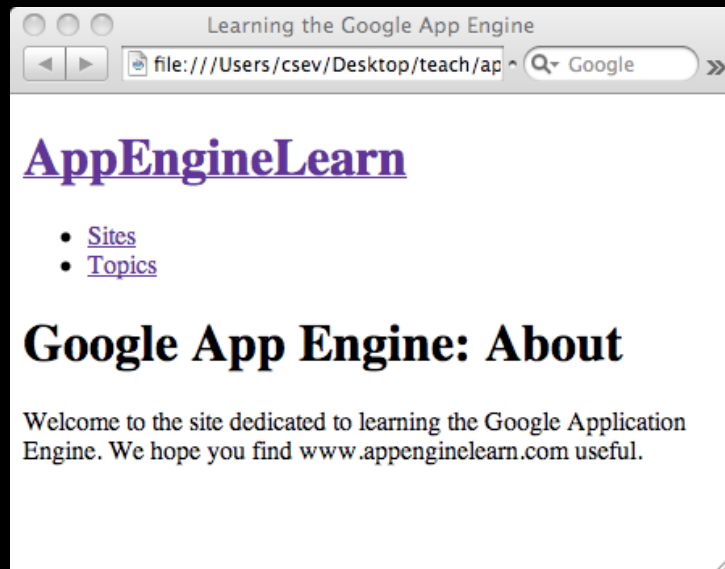 Learning the Google App Engine
file:///Users/csev/Desktop/teach/ap
Google
AppEngineLearn
Sites
Topics
Google App Engine: About
Welcome to the site dedicated to learning the Google Application
Engine. We hope you find www.appenginelearn.com useful.